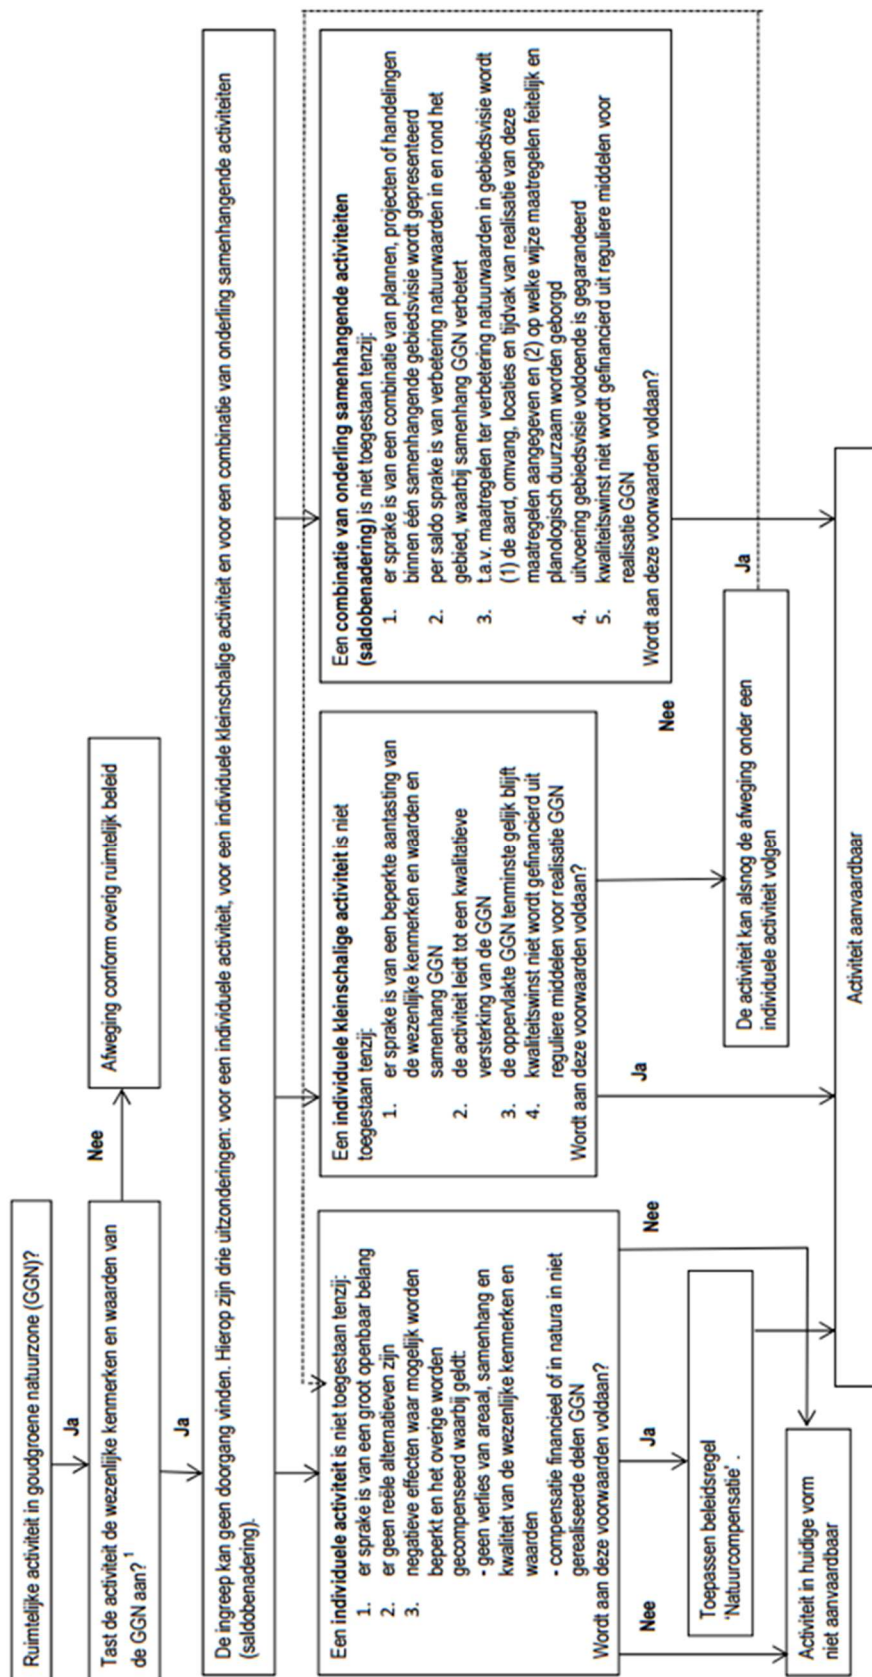 Ruimtelijke activiteit in goudgroene natuurzone (GGN)?
Ja
Tast de activiteit de wezenlijke kenmerken en waarden van
de GGN aan? 1
Nee
Afweging conform overig ruimtelijk beleid
Ja
De ingreep kan geen doorgang vinden. Hierop zijn drie uitzonderingen: voor een individuele activiteit, voor een individuele kleinschalige activiteit en voor een combinatie van onderling samenhangende activiteiten
(saldobenadering).
Een individuele activiteit is niet toegestaan tenzij:
1. er sprake is van een groot openbaar belang
2. er geen reële alternatieven zijn
3. negatieve effecten waar mogelijk worden
beperkt en het overige worden
gecompenseerd waarbij geldt:
- geen verlies van areaal, samenhang en
kwaliteit van de wezenlijke kenmerken en
waarden
- compensatie financieel of in natura in niet
gerealiseerde delen GGN
Wordt aan deze voorwaarden voldaan?
Een individuele kleinschalige activiteit is niet
toegestaan tenzij:
1. er sprake is van een beperkte aantasting van
de wezenlijke kenmerken en waarden en
samenhang GGN
2. de activiteit leidt tot een kwalitatieve
versterking van de GGN
3. de oppervlakte GGN tenminste gelijk blijft
4. kwaliteitswinst niet wordt gefinancierd uit
reguliere middelen voor realisatie GGN
Wordt aan deze voorwaarden voldaan?
Een combinatie van onderling samenhangende activiteiten
(saldobenadering) is niet toegestaan tenzij:
1. er sprake is van een combinatie van plannen, projecten of handelingen
binnen één samenhangende gebiedsvisie wordt gepresenteerd
2. per saldo sprake is van verbetering natuurwaarden in en rond het
gebied, waarbij samenhang GGN verbetert
3. t.a.v. maatregelen ter verbetering natuurwaarden in gebiedsvisie wordt
(1) de aard, omvang, locaties en tijdvak van realisatie van deze
maatregelen aangegeven en (2) op welke wijze maatregelen feitelijk en
planologisch duurzaam worden geborgd
4. uitvoering gebiedsvisie voldoende is gegarandeerd
5. kwaliteitswinst niet wordt gefinancierd uit reguliere middelen voor
realisatie GGN
Wordt aan deze voorwaarden voldaan?
Nee
Ja
Nee
Ja
Nee
Ja
Toepassen beleidsregel
‘Natuurcompensatie’ .
De activiteit kan alsnog de afweging onder een
individuele activiteit volgen
Activiteit in huidige vorm
niet aanvaardbaar
Activiteit aanvaardbaar